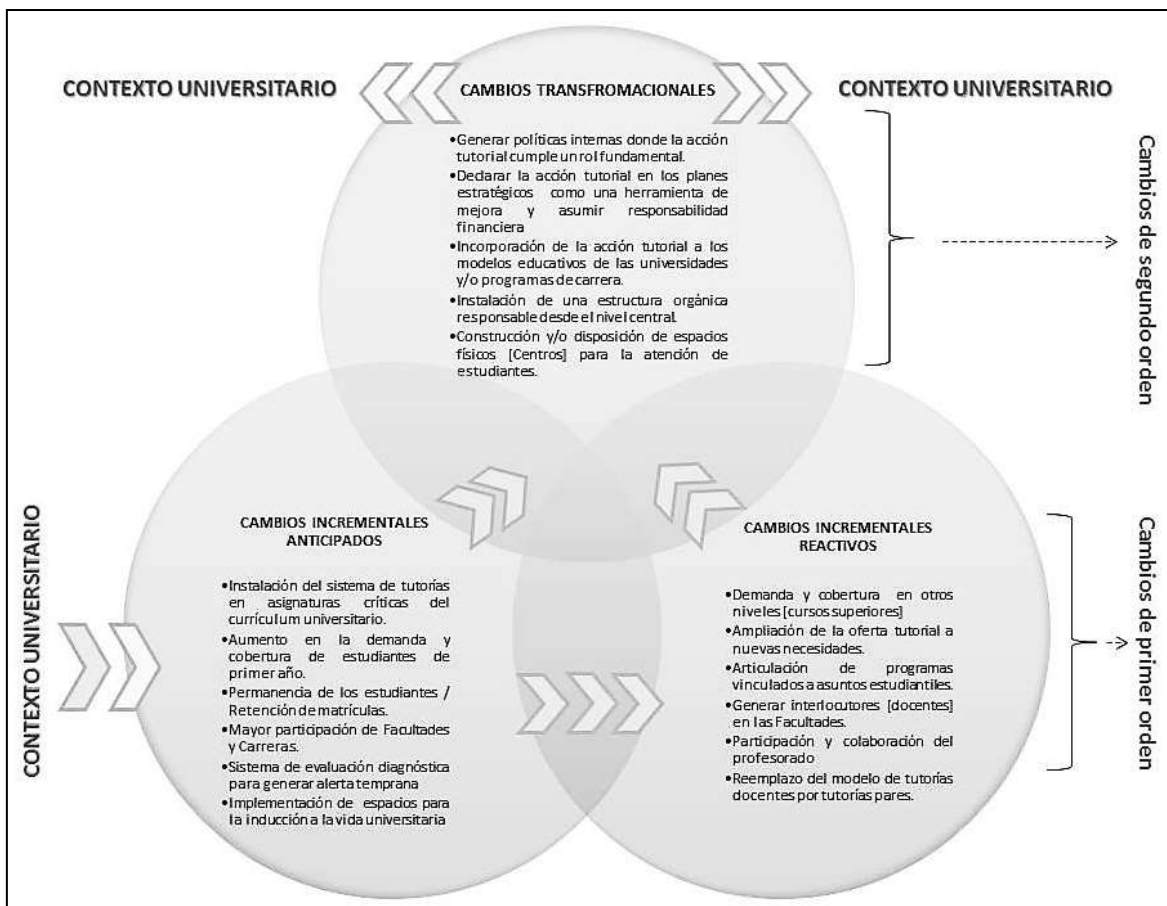 CONTEXTO UNIVERSITARIO
CAMBIOS TRANSFROMACIONALES
CONTEXTO UNIVERSITARIO
•Generar políticas internas donde la acción
tutorial cumple un rol fundamental.
•Declarar la acción tutorial en los planes
estratégicos como una herramienta de
mejora y asumir responsabilidad
financiera
•Incorporación de la acción tutorial a los
modelos educativos de las universidades
y/o programas de carrera.
•Instalación de una estructura orgánica
responsable desde el nivel central.
•Construcción y/o disposición de espacios
físicos [Centros] para la atención de
estudiantes.
Cambios de segundo orden
CONTEXTO UNIVERSITARIO
CAMBIOS INCREMENTALES
ANTICIPADOS
•Instalación del sistema de tutorías
en asignaturas críticas del
currículum universitario.
•Aumento en la demanda y
cobertura de estudiantes de
primer año.
•Permanencia de los estudiantes /
Retención de matrículas.
•Mayor participación de Facultades
y Carreras.
•Sistema de evaluación diagnóstica
para generar alerta temprana
•Implementación de espacios para
la inducción a la vida universitaria
CAMBIOS INCREMENTALES
REACTIVOS
•Demanda y cobertura en otros
niveles [cursos superiores]
•Ampliación de la oferta tutorial a
nuevas necesidades.
•Articulación de programas
vinculados a asuntos estudiantiles.
•Generar interlocutores [docentes]
en las Facultades.
•Participación y colaboración del
profesorado
•Reemplazo del modelo de tutorías
docentes por tutorías pares.
Cambios de primer orden